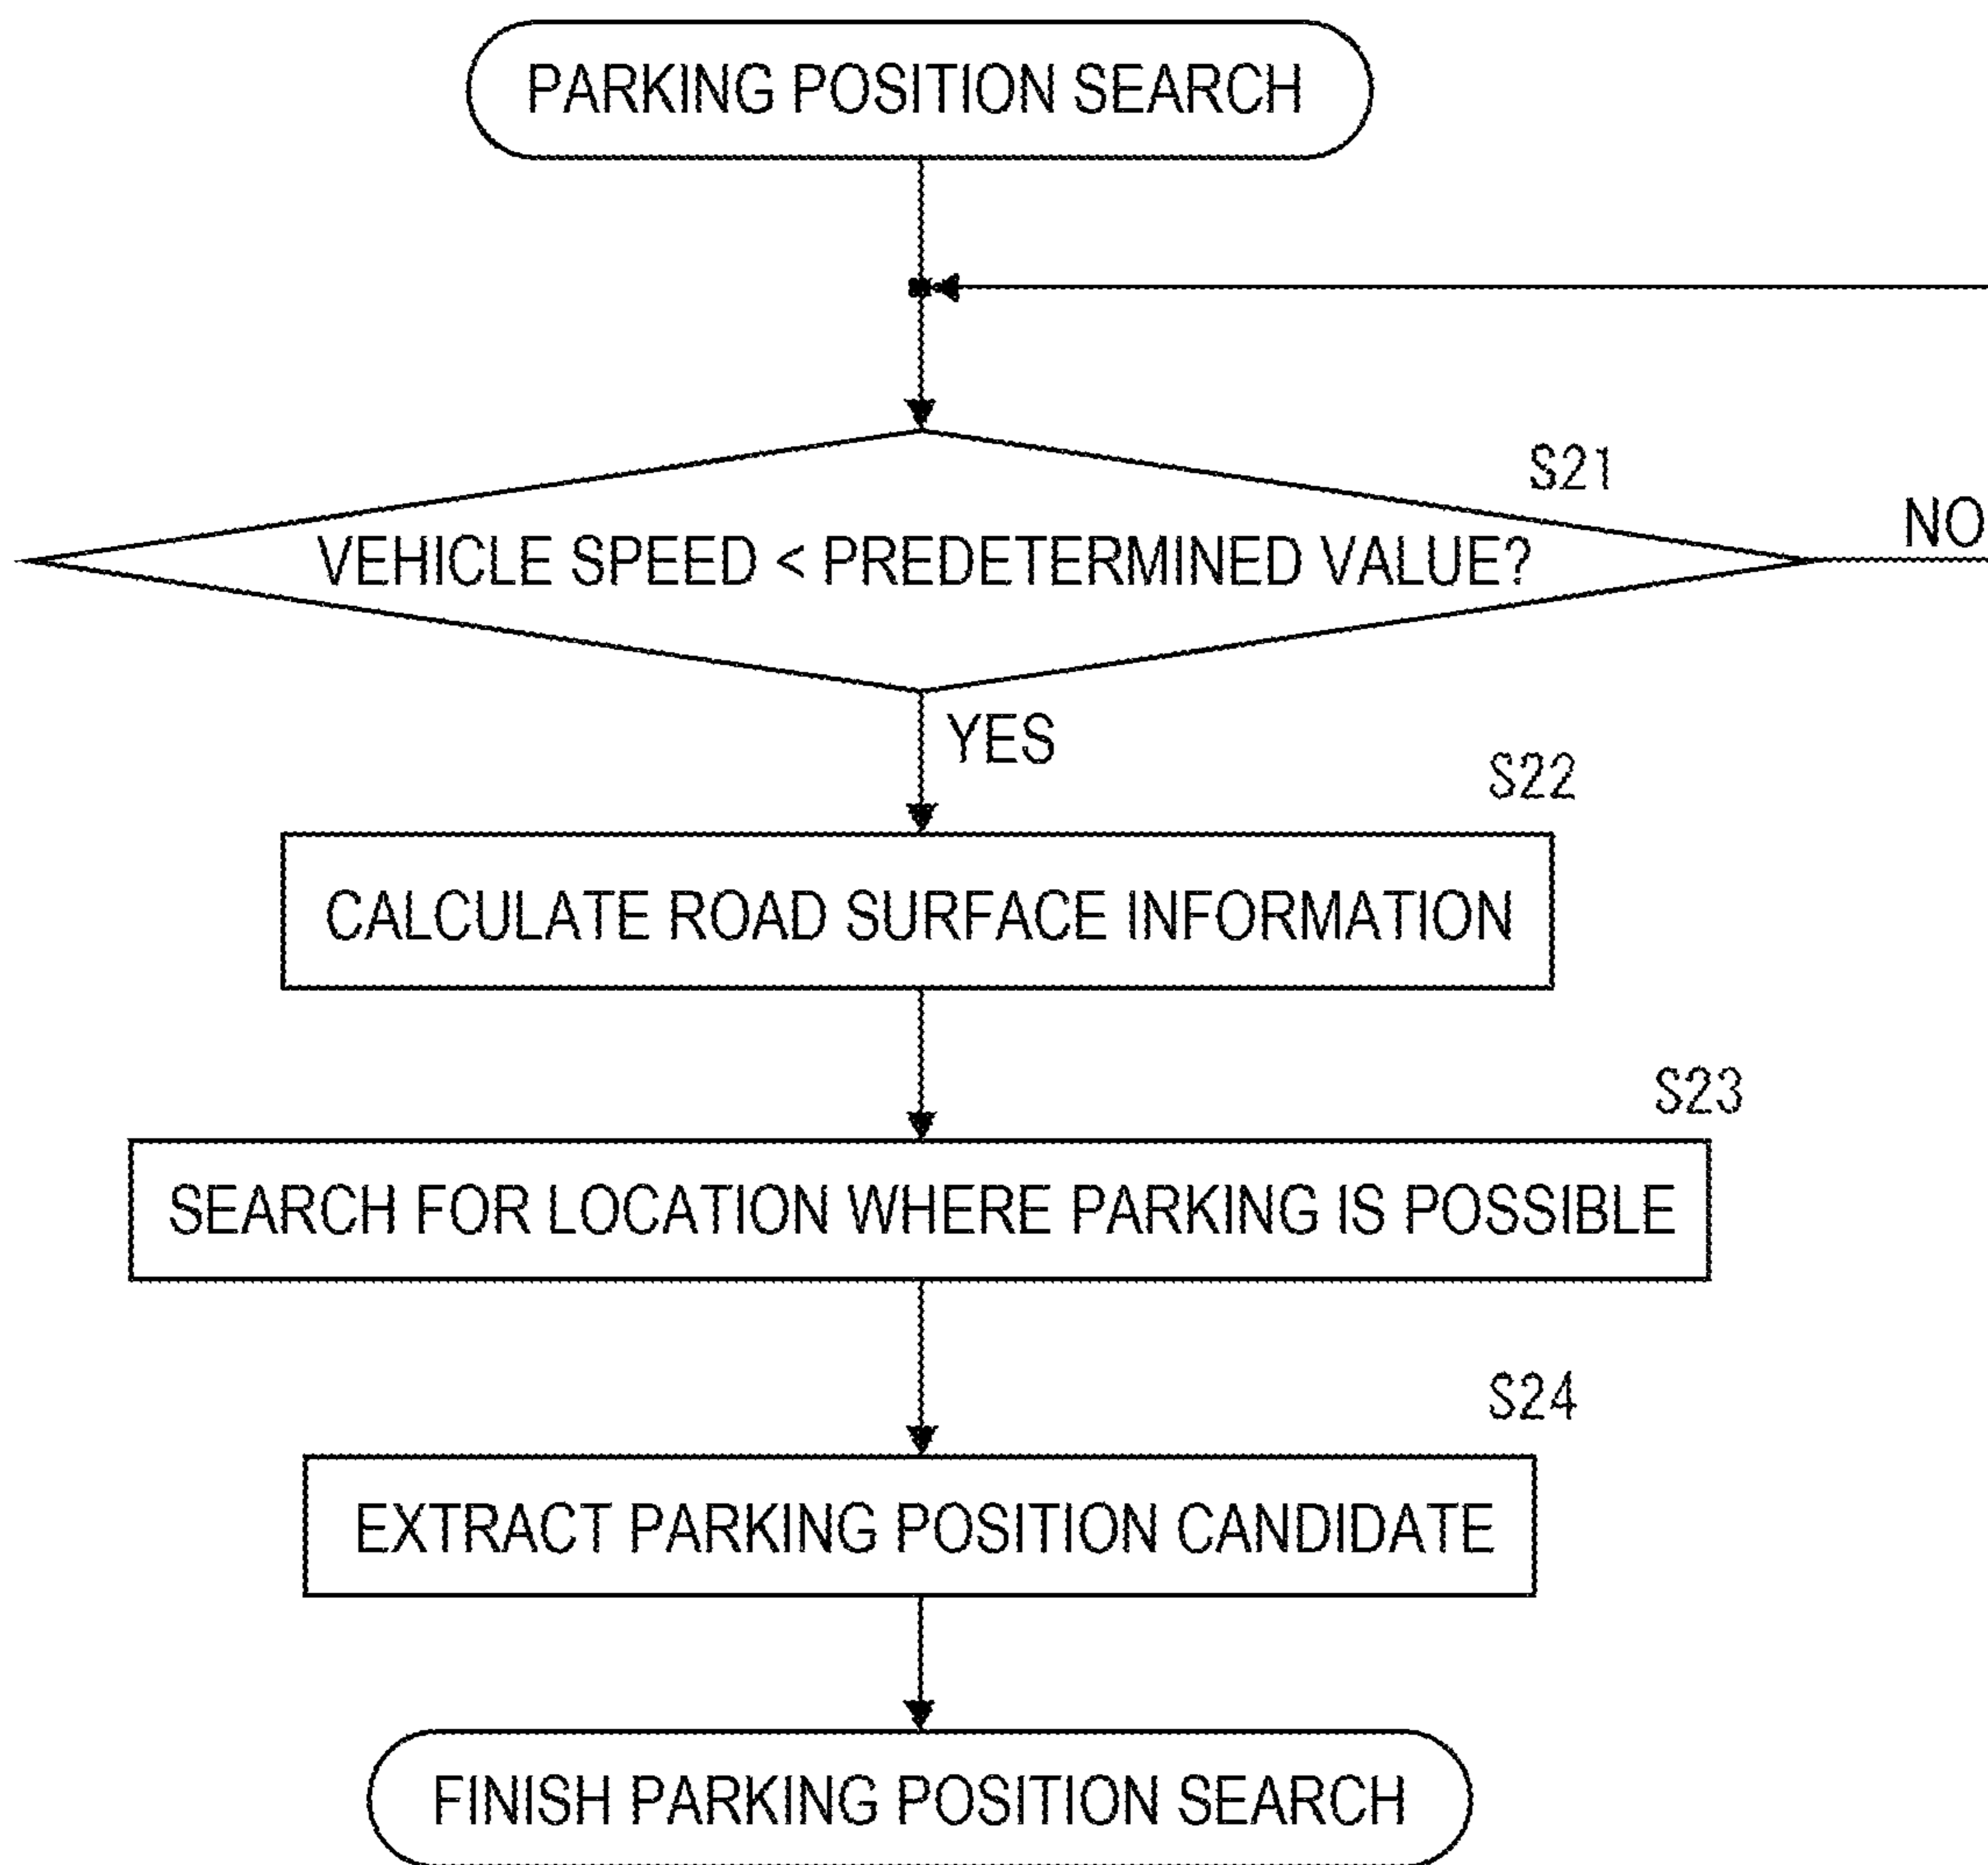 PARKING POSITION SEARCH
S21
VEHICLE SPEED < PREDETERMINED VALUE?
NO
YES
S22
CALCULATE ROAD SURFACE INFORMATION
S23
SEARCH FOR LOCATION WHERE PARKING IS POSSIBLE
S24
EXTRACT PARKING POSITION CANDIDATE
FINISH PARKING POSITION SEARCH